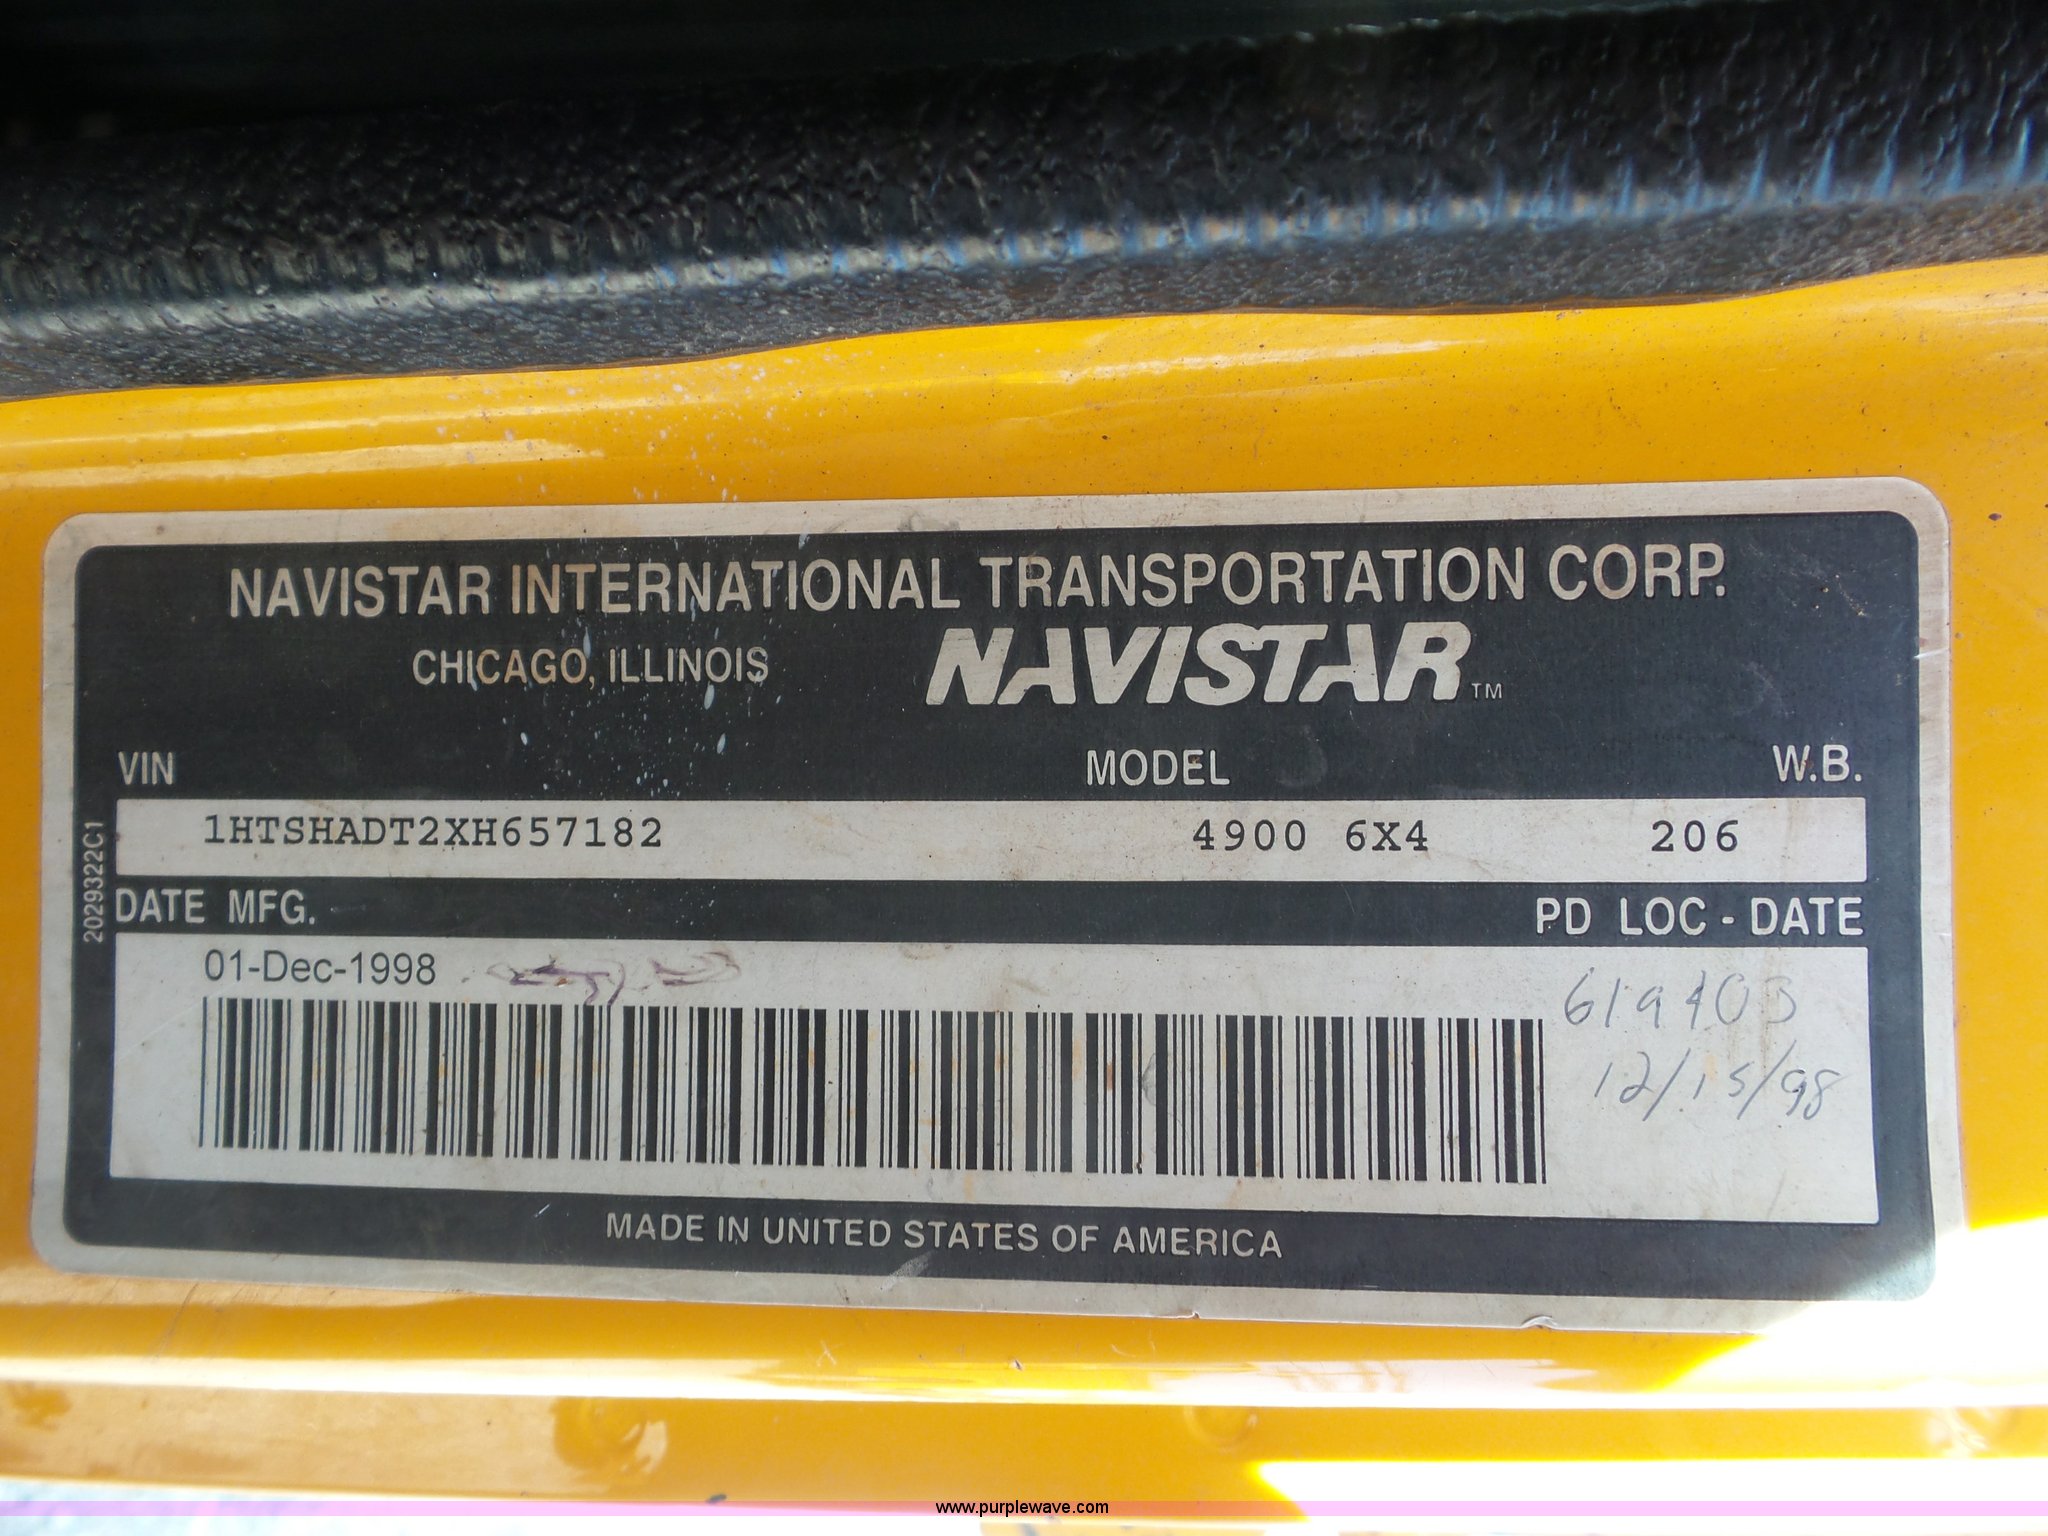 NAVISTAR INTERNATIONAL TRANSPORTATION CORP.
CHICAGO, ILLINOIS NAVISTAR™
VIN MODEL W.B.
1HTSHADT2XH657182 4900 6X4 206
2029322C1
DATE MFG. PD LOC - DATE
01-Dec-1998
619403
12/15/98
MADE IN UNITED STATES OF AMERICA
www.purplewave.com